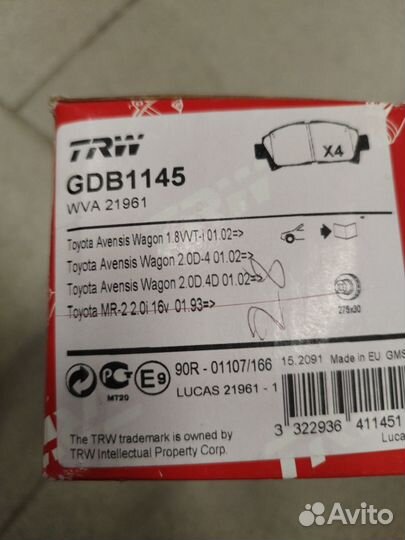 TRW
X4
GDB1145
WVA 21961
Toyota Avensis Wagon 1.8VVT-i 01.02=>
Toyota Avensis Wagon 2.0D-4 01.02=>
Toyota Avensis Wagon 2.0D.4D 01.02=>
Toyota MR-2 2.0i 16v 01.93=>
275x30
90R - 01107/166
15.2091 Made in EU GMS
MT20
E9
LUCAS 21961 - 1
The TRW trademark is owned by
TRW Intellectual Property Corp.
3 322936 411451
Lucas
Avito